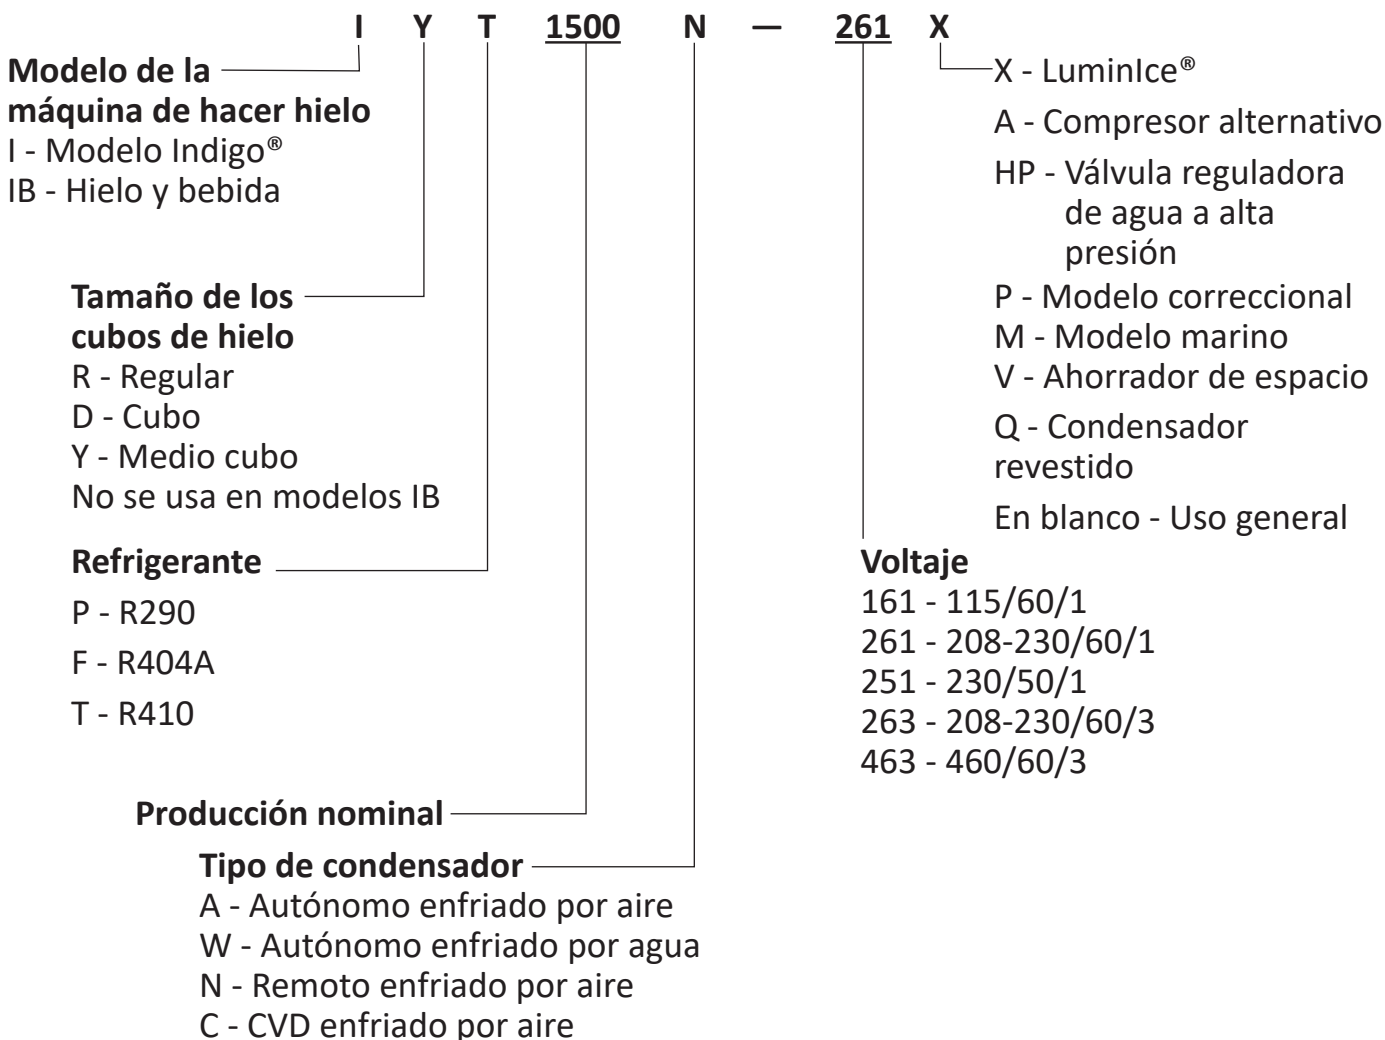 I Y T 1500 N — 261 X
Modelo de la
máquina de hacer hielo
I - Modelo Indigo®
IB - Hielo y bebida
Tamaño de los
cubos de hielo
R - Regular
D - Cubo
Y - Medio cubo
No se usa en modelos IB
Refrigerante
P - R290
F - R404A
T - R410
Producción nominal
Tipo de condensador
A - Autónomo enfriado por aire
W - Autónomo enfriado por agua
N - Remoto enfriado por aire
C - CVD enfriado por aire
X - LuminIce®
A - Compresor alternativo
HP - Válvula reguladora
de agua a alta
presión
P - Modelo correccional
M - Modelo marino
V - Ahorrador de espacio
Q - Condensador
revestido
En blanco - Uso general
Voltaje
161 - 115/60/1
261 - 208-230/60/1
251 - 230/50/1
263 - 208-230/60/3
463 - 460/60/3